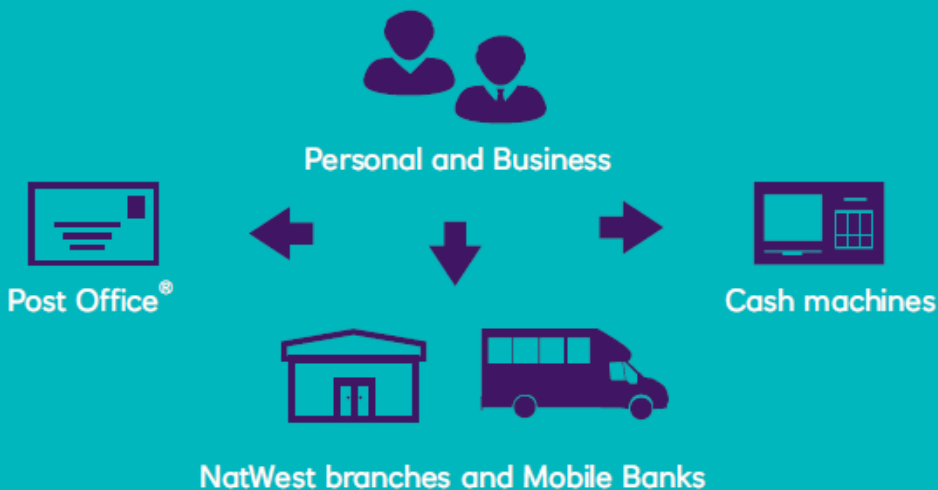 Personal and Business
Post Office®
Cash machines
NatWest branches and Mobile Banks